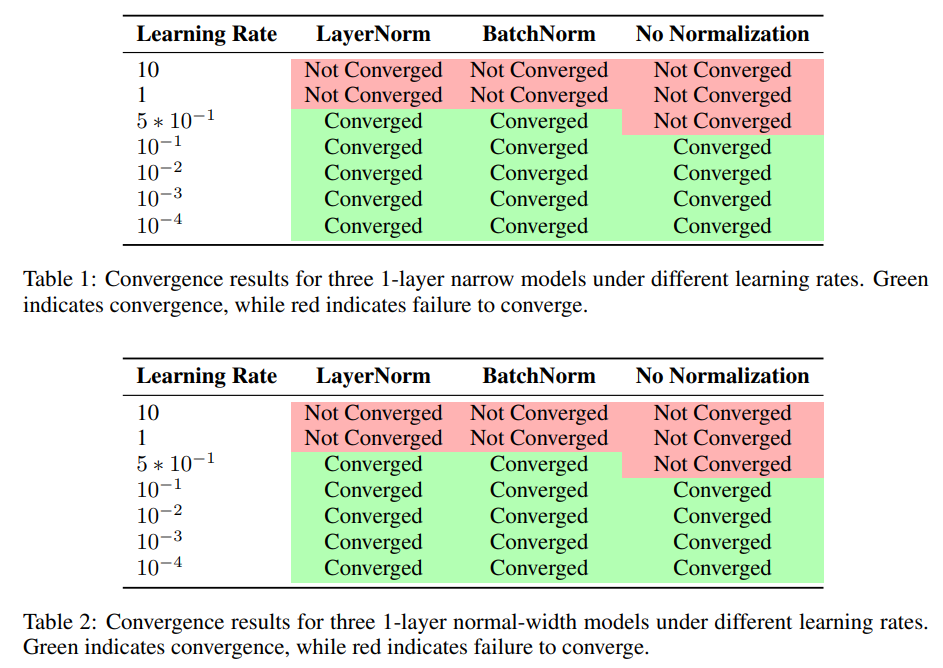 Learning Rate LayerNorm BatchNorm No Normalization
10 Not Converged Not Converged Not Converged
1 Not Converged Not Converged Not Converged
5 ∗ 10⁻¹ Converged Converged Not Converged
10⁻¹ Converged Converged Converged
10⁻² Converged Converged Converged
10⁻³ Converged Converged Converged
10⁻⁴ Converged Converged Converged
Table 1: Convergence results for three 1-layer narrow models under different learning rates. Green
indicates convergence, while red indicates failure to converge.
Learning Rate LayerNorm BatchNorm No Normalization
10 Not Converged Not Converged Not Converged
1 Not Converged Not Converged Not Converged
5 ∗ 10⁻¹ Converged Converged Not Converged
10⁻¹ Converged Converged Converged
10⁻² Converged Converged Converged
10⁻³ Converged Converged Converged
10⁻⁴ Converged Converged Converged
Table 2: Convergence results for three 1-layer normal-width models under different learning rates.
Green indicates convergence, while red indicates failure to converge.